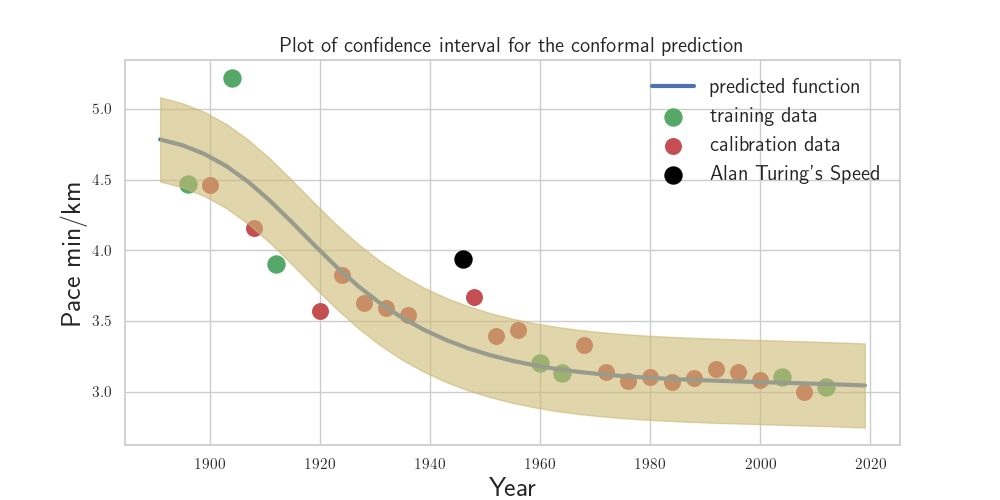 Plot of confidence interval for the conformal prediction
predicted function
training data
calibration data
Alan Turing's Speed
Pace min/km
5.0
4.5
4.0
3.5
3.0
1900 1920 1940 1960 1980 2000 2020
Year